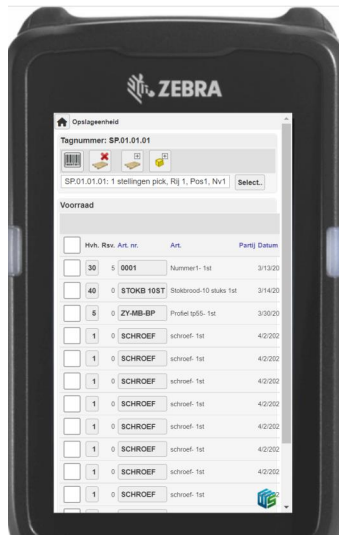 ZEBRA
Opslageenheid
Tagnummer: SP.01.01.01
SP.01.01.01: 1 stellingen pick, Rij 1, Pos1, Nv1 Select..
Voorraad
Hvh. Rsv. Art. nr. Art. Partij Datum
30 5 0001 Nummer1- 1st 3/13/20
40 0 STOKB 10ST Stokbrood-10 stuks 1st 3/14/20
5 0 ZY-MB-BP Profiel tp55- 1st 3/30/20
1 0 SCHROEF schroef- 1st 4/2/202
1 0 SCHROEF schroef- 1st 4/2/202
1 0 SCHROEF schroef- 1st 4/2/202
1 0 SCHROEF schroef- 1st 4/2/202
1 0 SCHROEF schroef- 1st 4/2/202
1 0 SCHROEF schroef- 1st 4/2/202
1 0 SCHROEF schroef- 1st